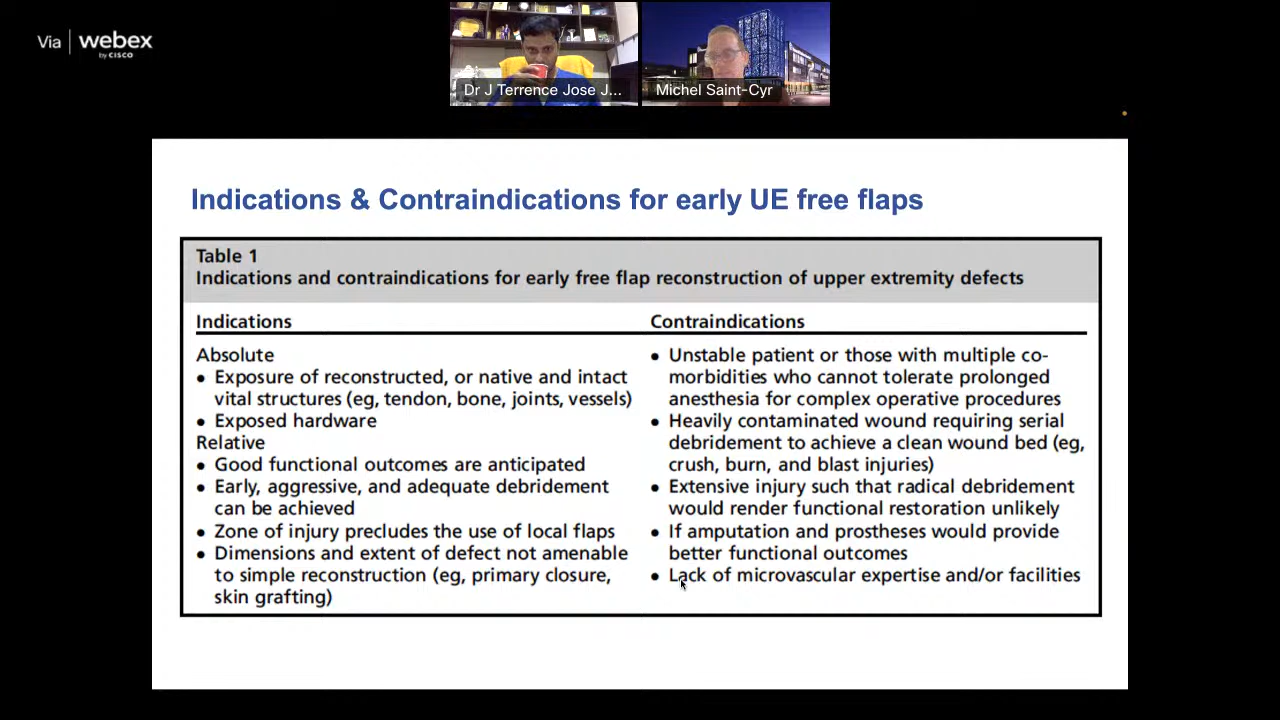 Via | webex
by CISCO
Dr J Terrence Jose J...
Michel Saint-Cyr
Indications & Contraindications for early UE free flaps
Table 1
Indications and contraindications for early free flap reconstruction of upper extremity defects
Indications
Absolute
• Exposure of reconstructed, or native and intact
vital structures (eg, tendon, bone, joints, vessels)
• Exposed hardware
Relative
• Good functional outcomes are anticipated
• Early, aggressive, and adequate debridement
can be achieved
• Zone of injury precludes the use of local flaps
• Dimensions and extent of defect not amenable
to simple reconstruction (eg, primary closure,
skin grafting)
Contraindications
• Unstable patient or those with multiple co-
morbidities who cannot tolerate prolonged
anesthesia for complex operative procedures
• Heavily contaminated wound requiring serial
debridement to achieve a clean wound bed (eg,
crush, burn, and blast injuries)
• Extensive injury such that radical debridement
would render functional restoration unlikely
• If amputation and prostheses would provide
better functional outcomes
• Lack of microvascular expertise and/or facilities